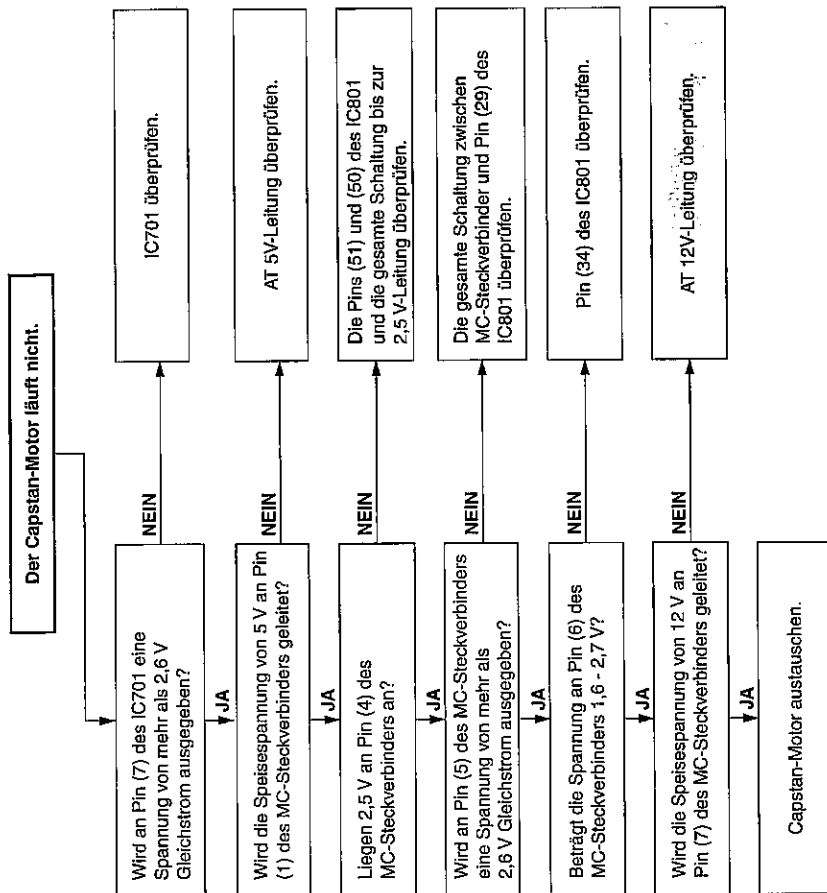 Der Capstan-Motor läuft nicht.
Wird an Pin (7) des IC701 eine
Spannung von mehr als 2,6 V
Gleichstrom ausgegeben?
NEIN
IC701 überprüfen.
JA
Wird die Speisespannung von 5 V an Pin
(1) des MC-Steckverbinders geleitet?
NEIN
AT 5V-Leitung überprüfen.
JA
Liegen 2,5 V an Pin (4) des
MC-Steckverbinders an?
NEIN
Die Pins (51) und (50) des IC801
und die gesamte Schaltung bis zur
2,5 V-Leitung überprüfen.
JA
Wird an Pin (5) des MC-Steckverbinders
eine Spannung von mehr als
2,6 V Gleichstrom ausgegeben?
NEIN
Die gesamte Schaltung zwischen
MC-Steckverbinder und Pin (29) des
IC801 überprüfen.
JA
Beträgt die Spannung an Pin (6) des
MC-Steckverbinders 1,6 - 2,7 V?
NEIN
Pin (34) des IC801 überprüfen.
JA
Wird die Speisespannung von 12 V an
Pin (7) des MC-Steckverbinders geleitet?
NEIN
AT 12V-Leitung überprüfen.
JA
Capstan-Motor austauschen.